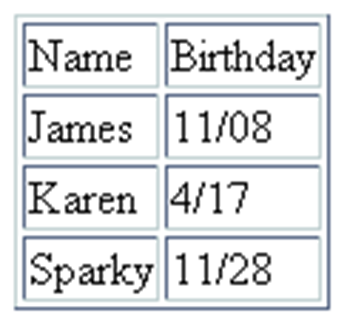 Name Birthday
James 11/08
Karen 4/17
Sparky 11/28